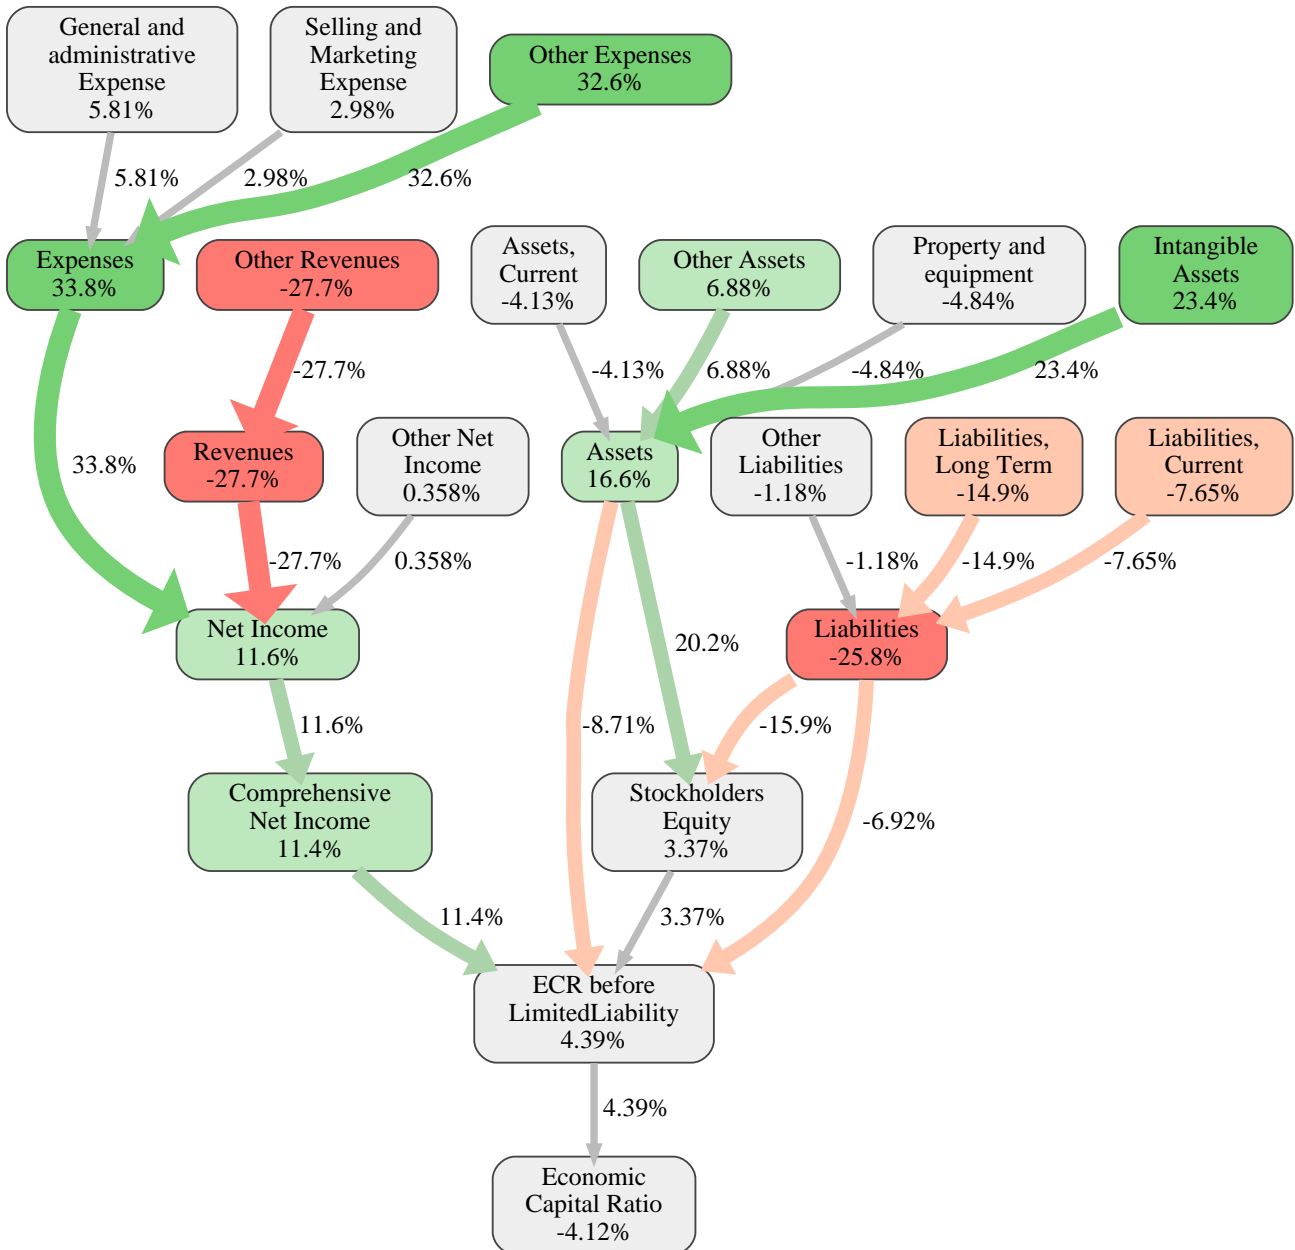 General and
administrative
Expense
5.81%
Selling and
Marketing
Expense
2.98%
Other Expenses
32.6%
5.81%
2.98%
32.6%
Expenses
33.8%
Other Revenues
-27.7%
Assets,
Current
-4.13%
Other Assets
6.88%
Property and
equipment
-4.84%
Intangible
Assets
23.4%
-27.7%
-4.13%
6.88%
-4.84%
23.4%
33.8%
Revenues
-27.7%
Other Net
Income
0.358%
Assets
16.6%
Other
Liabilities
-1.18%
Liabilities,
Long Term
-14.9%
Liabilities,
Current
-7.65%
-27.7%
0.358%
-1.18%
-14.9%
-7.65%
Net Income
11.6%
20.2%
Liabilities
-25.8%
11.6%
-8.71%
-15.9%
Comprehensive
Net Income
11.4%
Stockholders
Equity
3.37%
-6.92%
11.4%
3.37%
ECR before
LimitedLiability
4.39%
4.39%
Economic
Capital Ratio
-4.12%